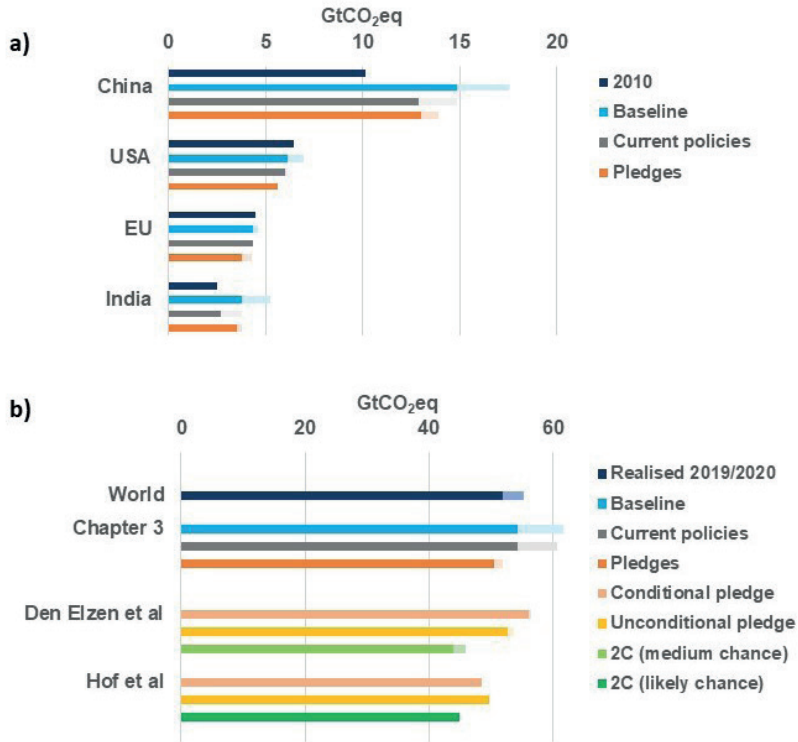 a)
GtCO2eq
0 5 10 15 20
China
USA
EU
India
2010
Baseline
Current policies
Pledges
b)
GtCO2eq
0 20 40 60
World
Chapter 3
Den Elzen et al
Hof et al
Realised 2019/2020
Baseline
Current policies
Pledges
Conditional pledge
Unconditional pledge
2C (medium chance)
2C (likely chance)